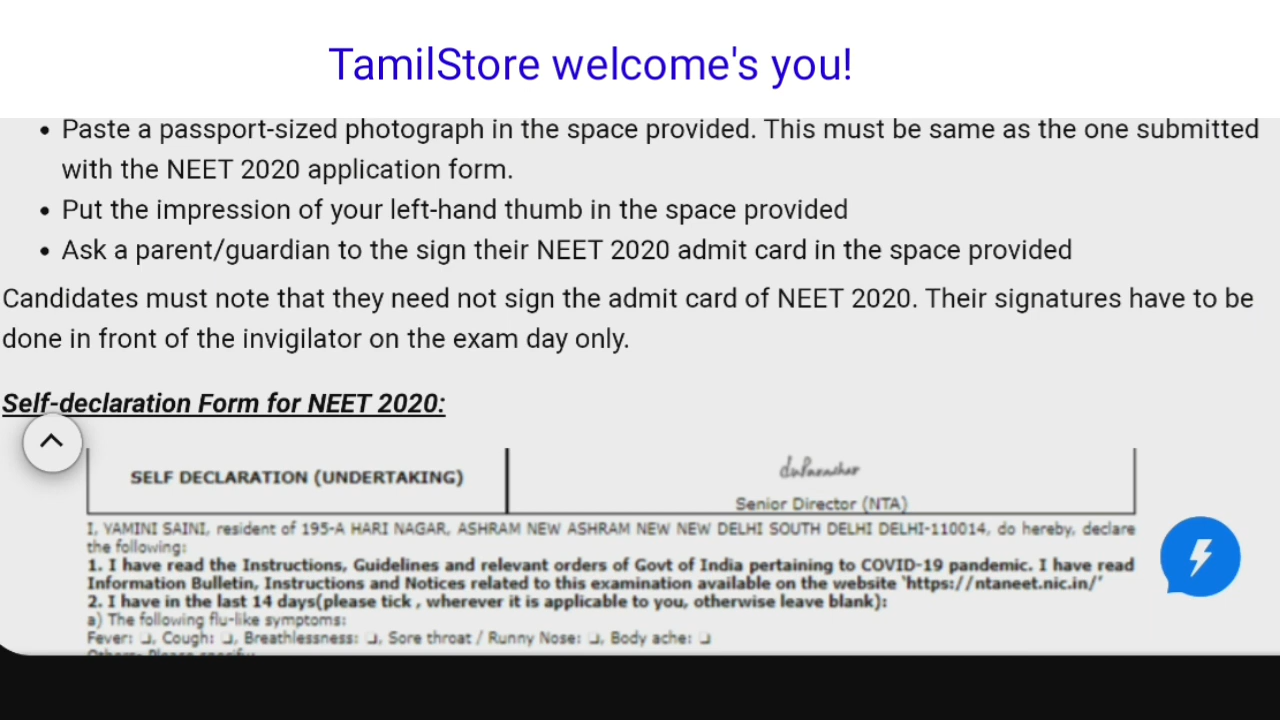 TamilStore welcome's you!
• Paste a passport-sized photograph in the space provided. This must be same as the one submitted
with the NEET 2020 application form.
• Put the impression of your left-hand thumb in the space provided
• Ask a parent/guardian to the sign their NEET 2020 admit card in the space provided
Candidates must note that they need not sign the admit card of NEET 2020. Their signatures have to be
done in front of the invigilator on the exam day only.
Self-declaration Form for NEET 2020:
SELF DECLARATION (UNDERTAKING)
Senior Director (NTA)
I, YAMINI SAINI, resident of 195-A HARI NAGAR, ASHRAM NEW ASHRAM NEW NEW DELHI SOUTH DELHI DELHI-110014, do hereby, declare
the following:
1. I have read the Instructions, Guidelines and relevant orders of Govt of India pertaining to COVID-19 pandemic. I have read
Information Bulletin, Instructions and Notices related to this examination available on the website 'https://ntaneet.nic.in/'
2. I have in the last 14 days(please tick , wherever it is applicable to you, otherwise leave blank):
a) The following flu-like symptoms:
Fever: ❏, Cough: ❏, Breathlessness: ❏, Sore throat / Runny Nose: ❏, Body ache: ❏
Others- Please specify: